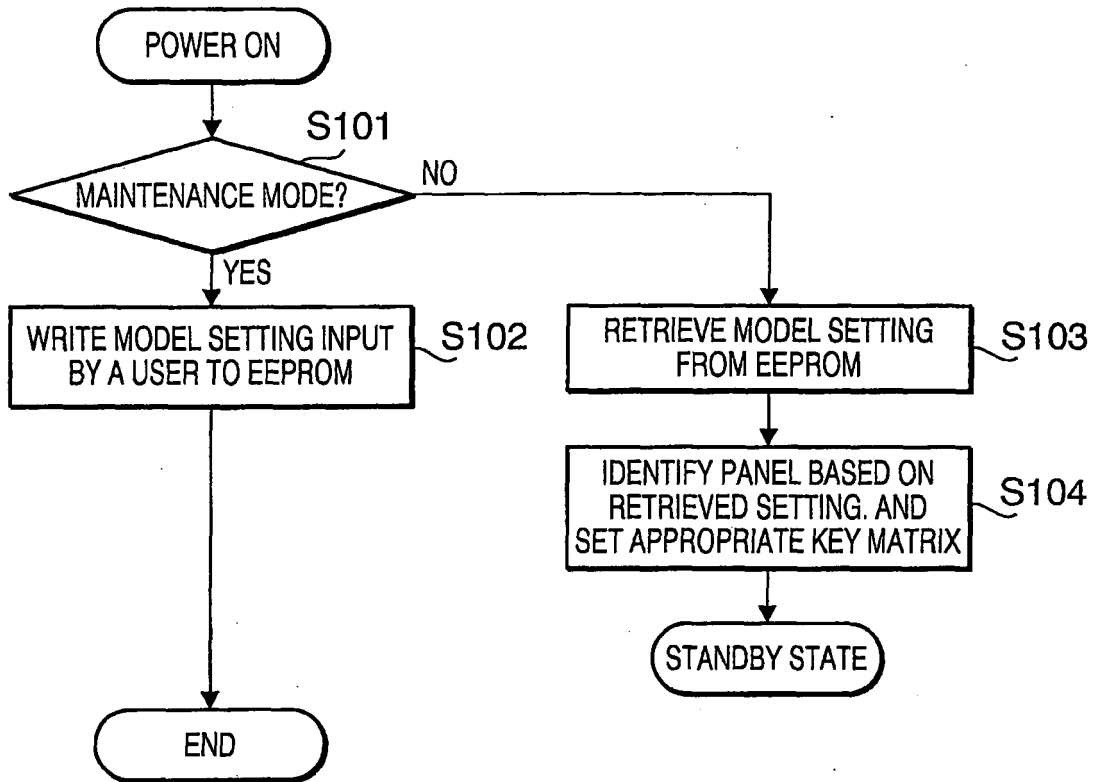 POWER ON
S101
MAINTENANCE MODE?
NO
YES
WRITE MODEL SETTING INPUT
BY A USER TO EEPROM
S102
RETRIEVE MODEL SETTING
FROM EEPROM
S103
IDENTIFY PANEL BASED ON
RETRIEVED SETTING. AND
SET APPROPRIATE KEY MATRIX
S104
STANDBY STATE
END